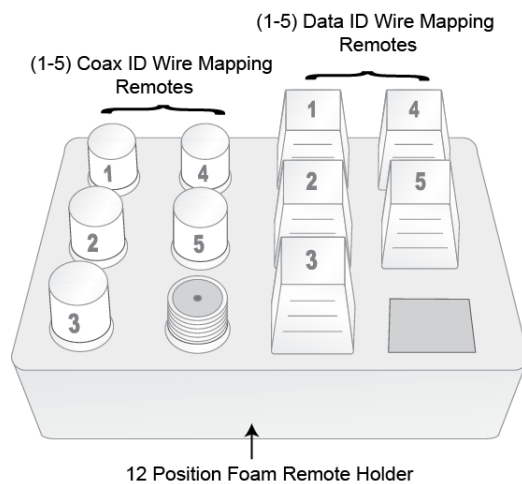 (1-5) Data ID Wire Mapping
Remotes
(1-5) Coax ID Wire Mapping
Remotes
1
4
1
4
2
5
2
5
3
3
12 Position Foam Remote Holder